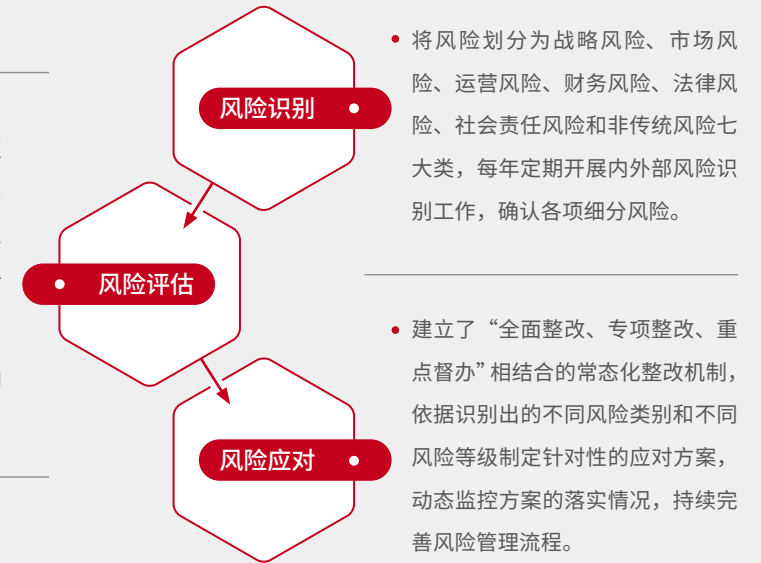 风险识别
将风险划分为战略风险、市场风
险、运营风险、财务风险、法律风
险、社会责任风险和非传统风险七
大类，每年定期开展内外部风险识
别工作，确认各项细分风险。
风险评估
风险应对
建立了“全面整改、专项整改、重
点督办”相结合的常态化整改机制，
依据识别出的不同风险类别和不同
风险等级制定针对性的应对方案，
动态监控方案的落实情况，持续完
善风险管理流程。